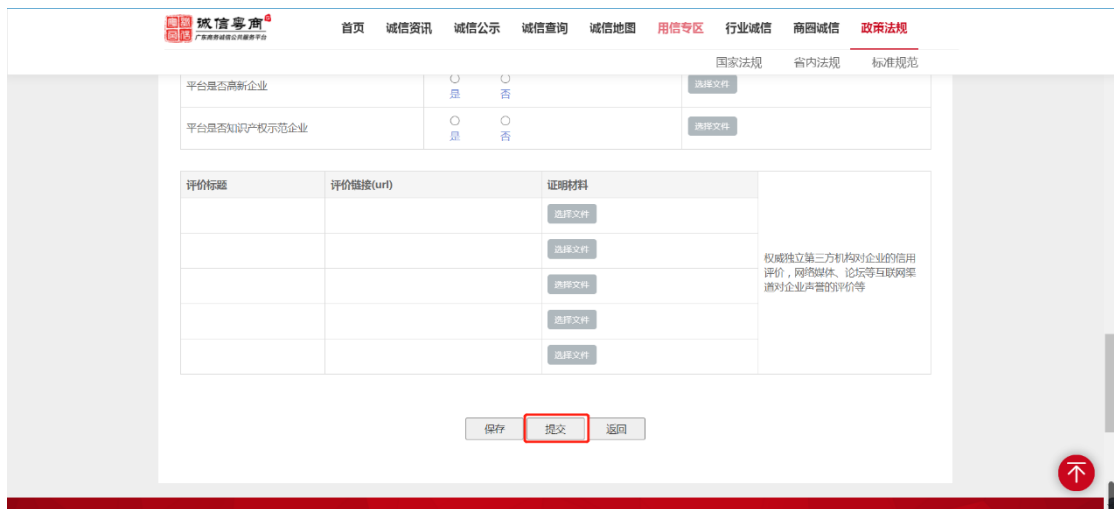 诚信粤商
广东商务诚信公共服务平台
首页 诚信资讯 诚信公示 诚信查询 诚信地图 用信专区 行业诚信 商圈诚信 政策法规
国家法规 省内法规 标准规范
平台是否高新企业 是 否 选择文件
平台是否知识产权示范企业 是 否 选择文件
评价标题 评价链接(url) 证明材料
选择文件
选择文件
选择文件
选择文件
选择文件
权威独立第三方机构对企业的信用
评价，网络媒体、论坛等互联网渠
道对企业声誉的评价等
保存 提交 返回